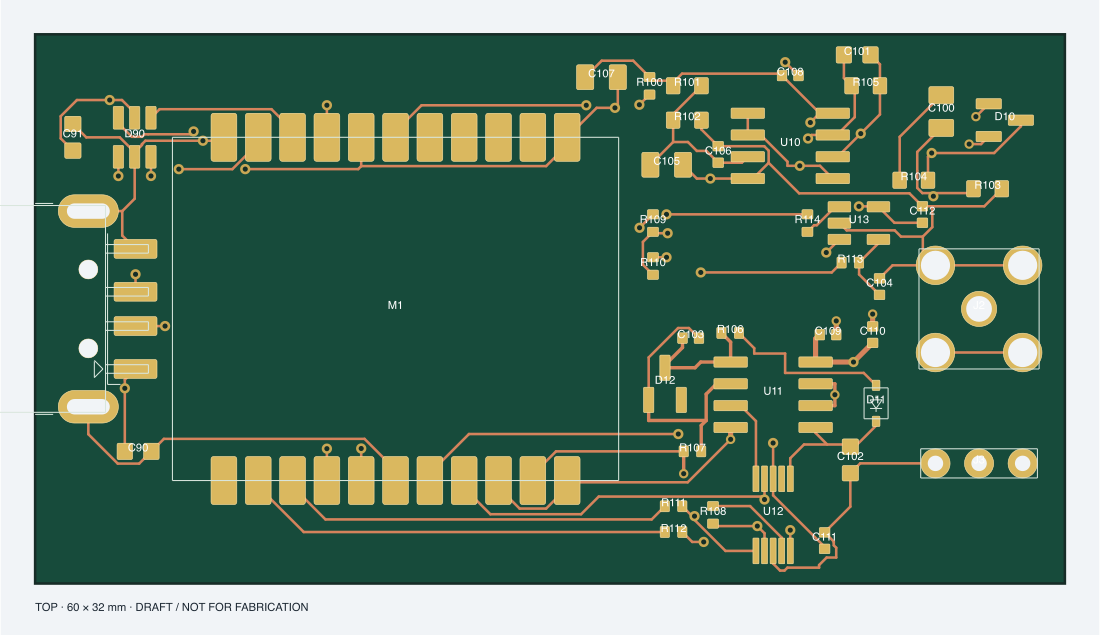 C101
C107
C108
R100
R101
R105
C100
R102
D10
C91
D90
U10
C106
C105
R104
R103
C112
R109
R114
U13
R110
R113
C104
M1
C103
R106
C109
C110
D12
U11
D11
C90
R107
C102
R111
R108
U12
R112
C111
TOP · 60 × 32 mm · DRAFT / NOT FOR FABRICATION